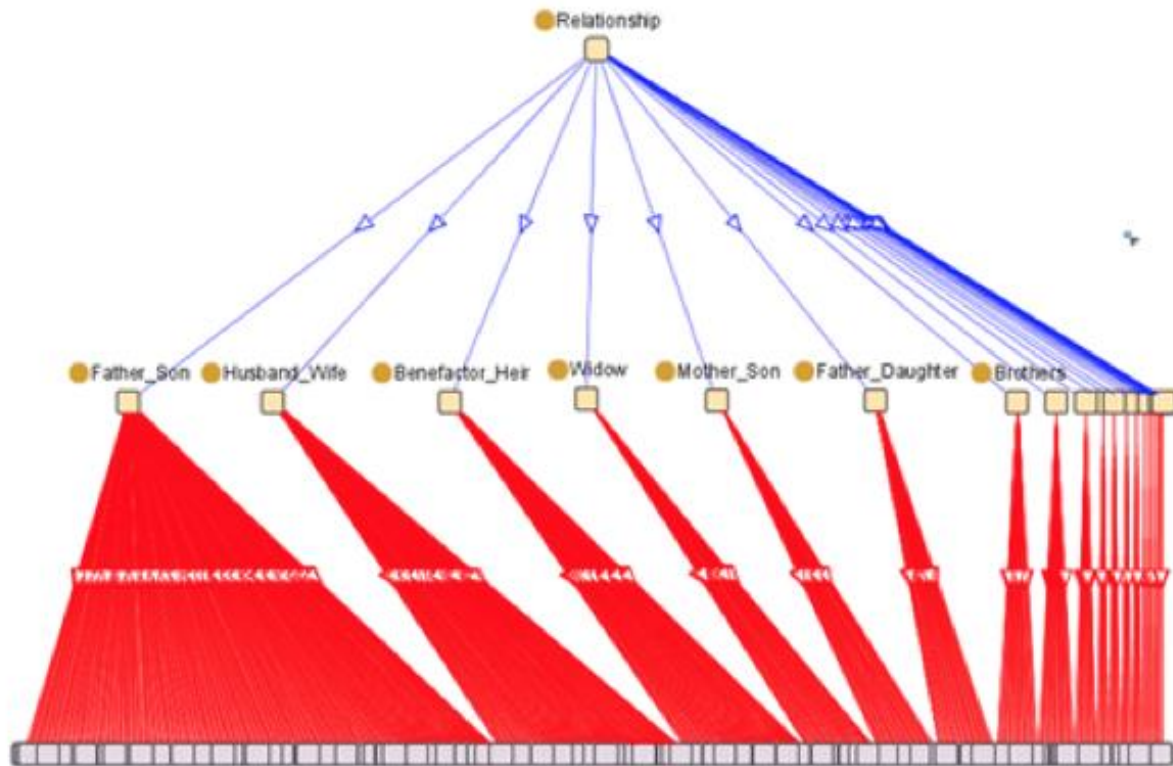 Relationship
Father_Son
Husband_Wife
Benefactor_Heir
Widow
Mother_Son
Father_Daughter
Brothers